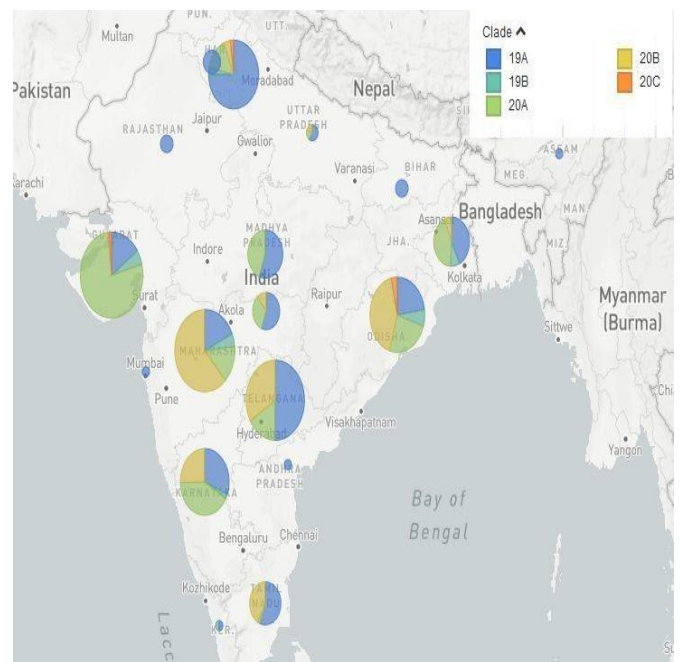 PUN.
UTT.
Multan
Clade
19A
20B
19B
20C
20A
HAR
Moradabad
Pakistan
Nepal
RAJASTHAN
Jaipur
UTTAR
PRADESH
Gwalior
ASSAM
MEG.
Karachi
Varanasi
BIHAR
Bangladesh
MAN.
GUJARAT
MADHYA
PRADESH
Indore
India
JHA.
Asans
Kolkata
MIZ.
Surat
Akola
Raipur
ODISHA
Myanmar
(Burma)
Sittwe
MAHARASHTRA
Mumbai
Pune
TELANGANA
Hyderabad
Visakhapatnam
Yangon
ANDHRA
PRADESH
KARNATAKA
Bay of
Bengal
Bengaluru
Chennai
Kozhikode
TAMIL
NADU
KER.
Lacc